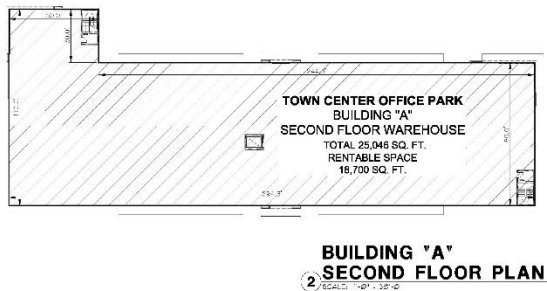 TOWN CENTER OFFICE PARK
BUILDING "A"
SECOND FLOOR WAREHOUSE
TOTAL 25,046 SQ. FT.
RENTABLE SPACE
18,700 SQ. FT.
BUILDING "A"
2 SECOND FLOOR PLAN
SCALE: